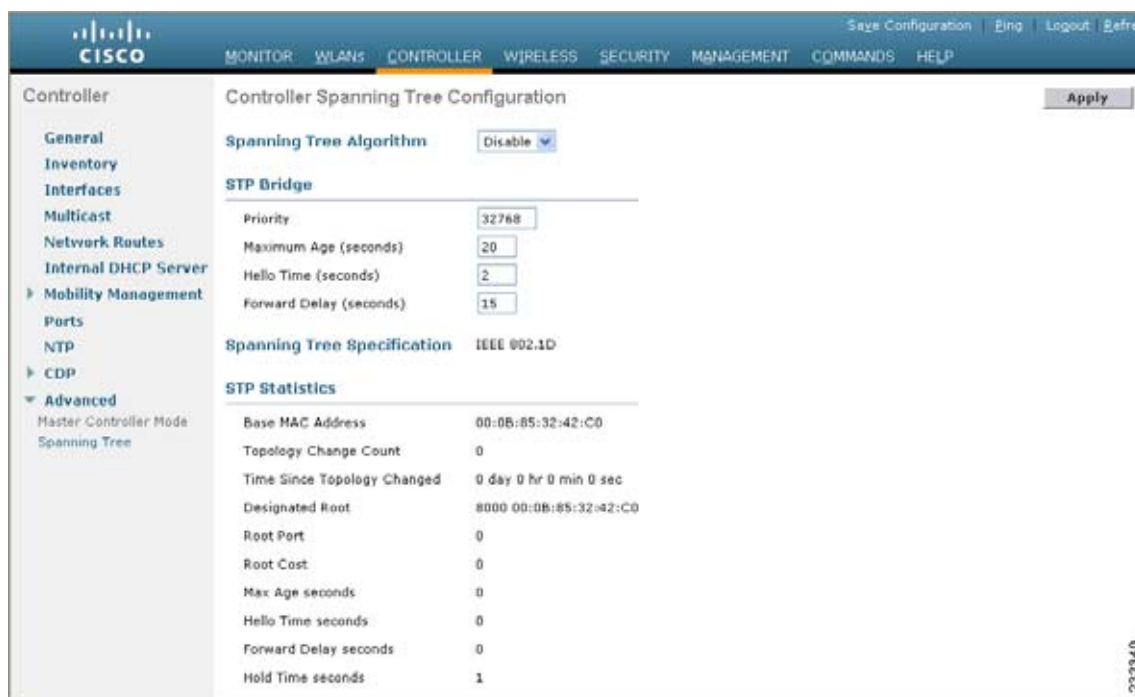 Save Configuration Ping Logout Refre
CISCO
MONITOR WLANs CONTROLLER WIRELESS SECURITY MANAGEMENT COMMANDS HELP
Controller
General
Inventory
Interfaces
Multicast
Network Routes
Internal DHCP Server
Mobility Management
Ports
NTP
CDP
Advanced
Master Controller Mode
Spanning Tree
Controller Spanning Tree Configuration
Apply
Spanning Tree Algorithm Disable
STP Bridge
Priority 32768
Maximum Age (seconds) 20
Hello Time (seconds) 2
Forward Delay (seconds) 15
Spanning Tree Specification IEEE 802.1D
STP Statistics
Base MAC Address 00:0B:85:32:42:C0
Topology Change Count 0
Time Since Topology Changed 0 day 0 hr 0 min 0 sec
Designated Root 8000 00:0B:85:32:42:C0
Root Port 0
Root Cost 0
Max Age seconds 0
Hello Time seconds 0
Forward Delay seconds 0
Hold Time seconds 1